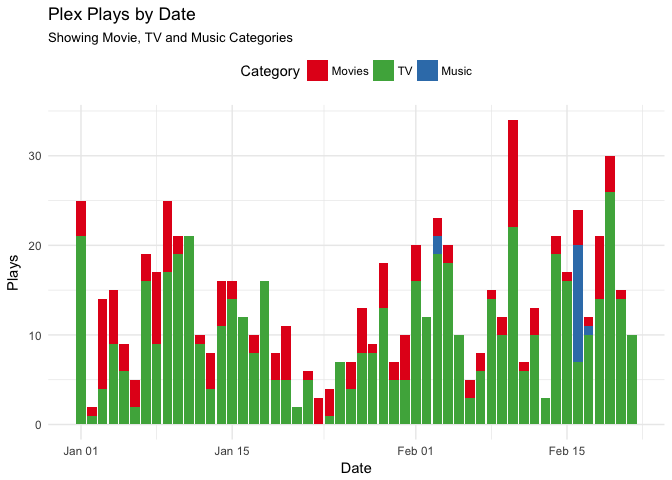 Plex Plays by Date
Showing Movie, TV and Music Categories
Category Movies TV Music
30
20
10
0
Plays
Jan 01 Jan 15 Feb 01 Feb 15
Date